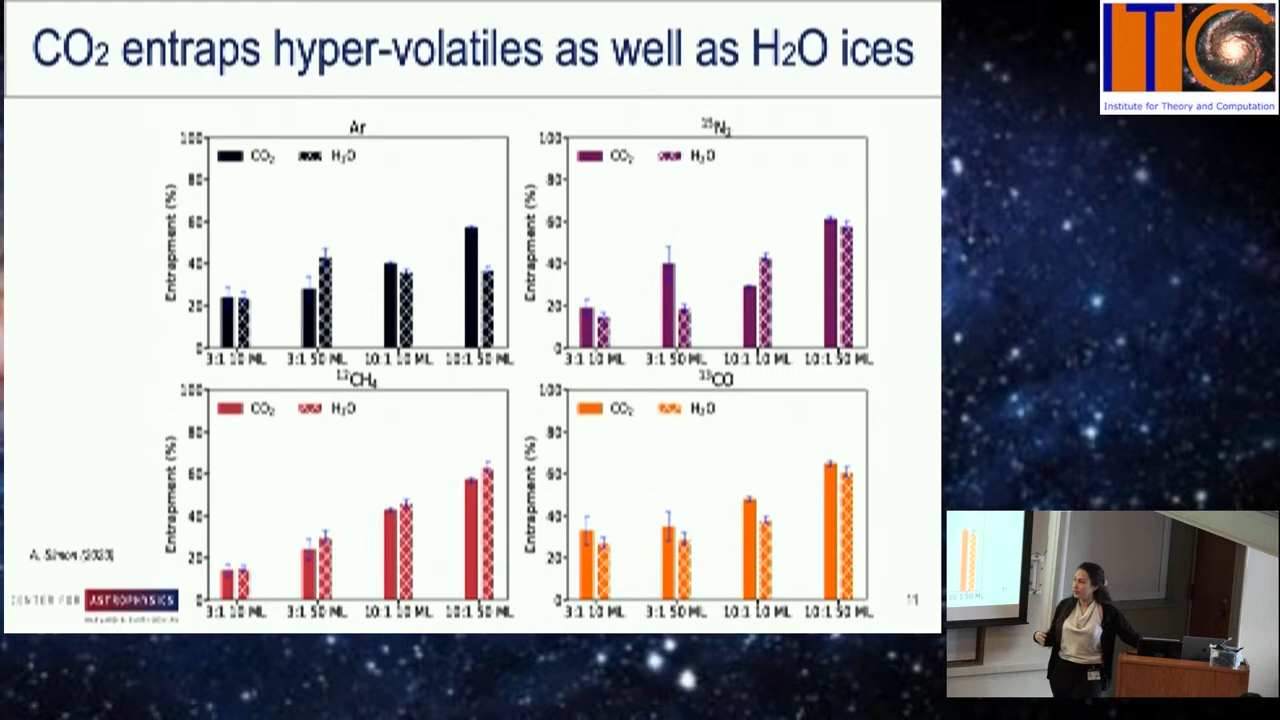 CO₂ entraps hyper-volatiles as well as H₂O ices
ITC
Institute for Theory and Computation
Ar
CO₂ H₂O
Entrapment (%)
100
80
60
40
20
0
3:1 10 ML 3:1 50 ML 10:1 10 ML 10:1 50 ML
¹⁵N₂
CO₂ H₂O
Entrapment (%)
100
80
60
40
20
0
3:1 10 ML 3:1 50 ML 10:1 10 ML 10:1 50 ML
CH₄
CO₂ H₂O
Entrapment (%)
100
80
60
40
20
0
3:1 10 ML 3:1 50 ML 10:1 10 ML 10:1 50 ML
¹³CO
CO₂ H₂O
Entrapment (%)
100
80
60
40
20
0
3:1 10 ML 3:1 50 ML 10:1 10 ML 10:1 50 ML
A. Simon (2023)
CENTER FOR ASTROPHYSICS
11
10:1 50 ML